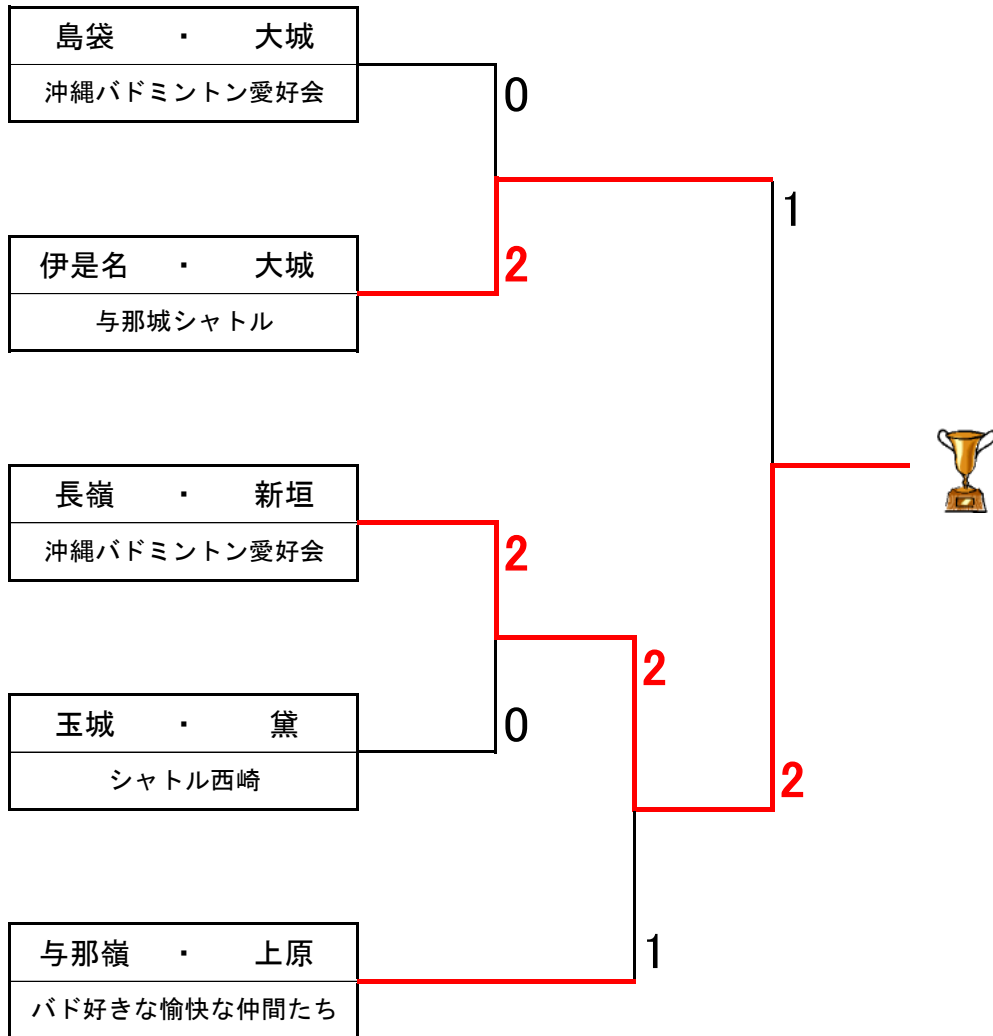 島袋 ・ 大城
沖縄バドミントン愛好会
0
1
2
伊是名 ・ 大城
与那城シャトル
長嶺 ・ 新垣
沖縄バドミントン愛好会
2
2
0
2
玉城 ・ 黛
シャトル西崎
1
与那嶺 ・ 上原
バド好きな愉快な仲間たち